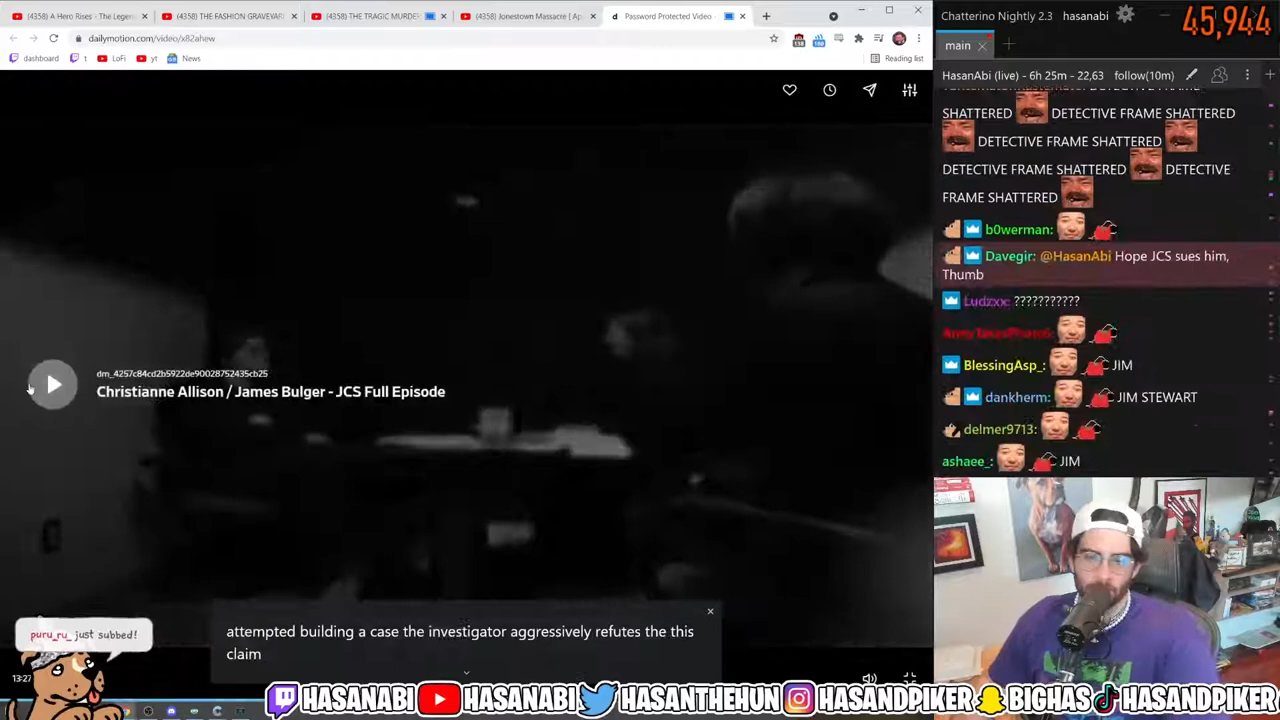 (4358) A Hero Rises - The Legen
(4358) THE FASHION GRAVEYAR
(4358) THE TRAGIC MURDER
(4358) Jonestown Massacre [ Ap
Password Protected Video -
dailymotion.com/video/x82ahew
dashboard
t
LoFi
yt
News
Reading list
dm_4257c84cd2b5922de90028752435cb25
Christianne Allison / James Bulger - JCS Full Episode
attempted building a case the investigator aggressively refutes the this
claim
puru_ru_ just subbed!
13:27
Chatterino Nightly 2.3 hasanabi
45,944
main
HasanAbi (live) - 6h 25m - 22,63 follow(10m)
SHATTERED DETECTIVE FRAME SHATTERED
DETECTIVE FRAME SHATTERED
DETECTIVE FRAME SHATTERED DETECTIVE
FRAME SHATTERED
b0werman:
Davegir: @HasanAbi Hope JCS sues him,
Thumb
Ludzxx: ???????????
BlessingAsp_: JIM
dankherm: JIM STEWART
delmer9713:
ashaee_: JIM
HASANABI HASANABI HASANTHEHUN HASANDPIKER BIGHAS HASANDPIKER